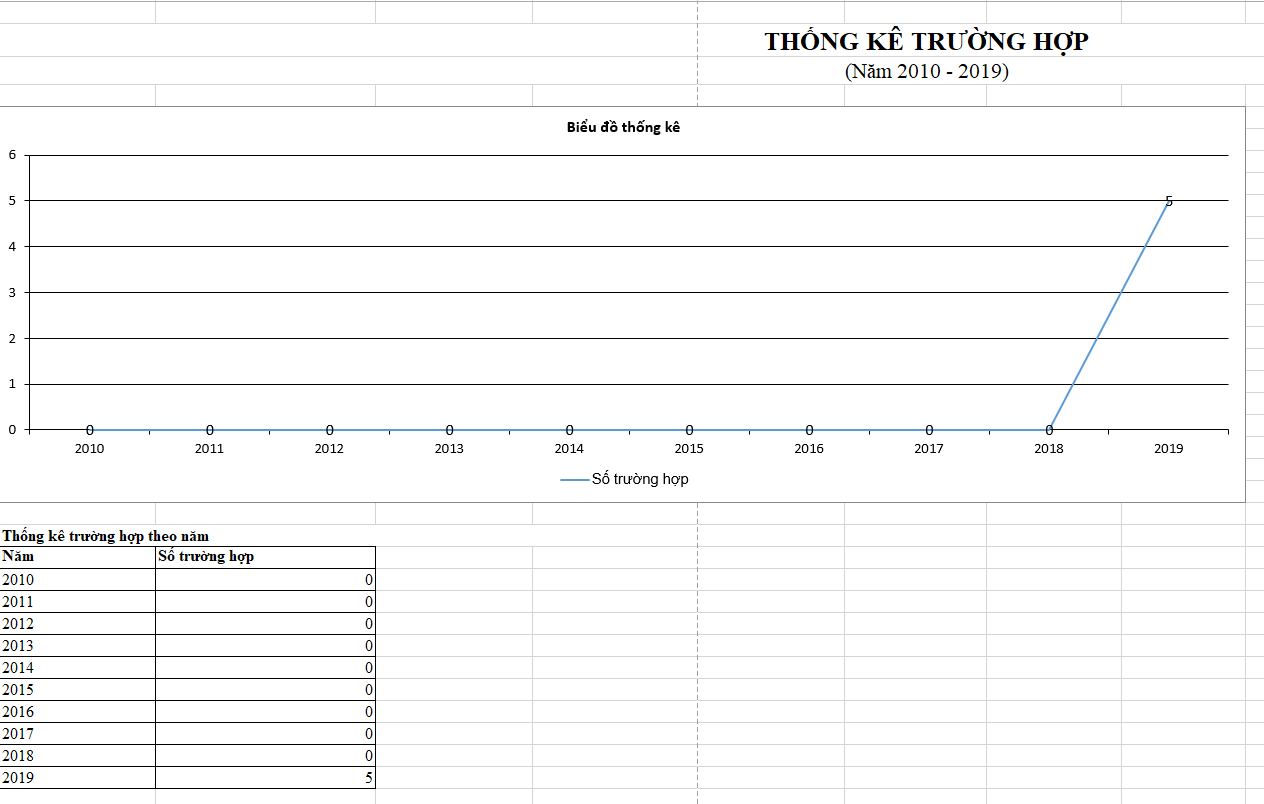 THỐNG KÊ TRƯỜNG HỢP
(Năm 2010 - 2019)
Biểu đồ thống kê
6
5
4
3
2
1
0
5
0 0 0 0 0 0 0 0 0
2010 2011 2012 2013 2014 2015 2016 2017 2018 2019
Số trường hợp
Thống kê trường hợp theo năm
Năm Số trường hợp
2010 0
2011 0
2012 0
2013 0
2014 0
2015 0
2016 0
2017 0
2018 0
2019 5